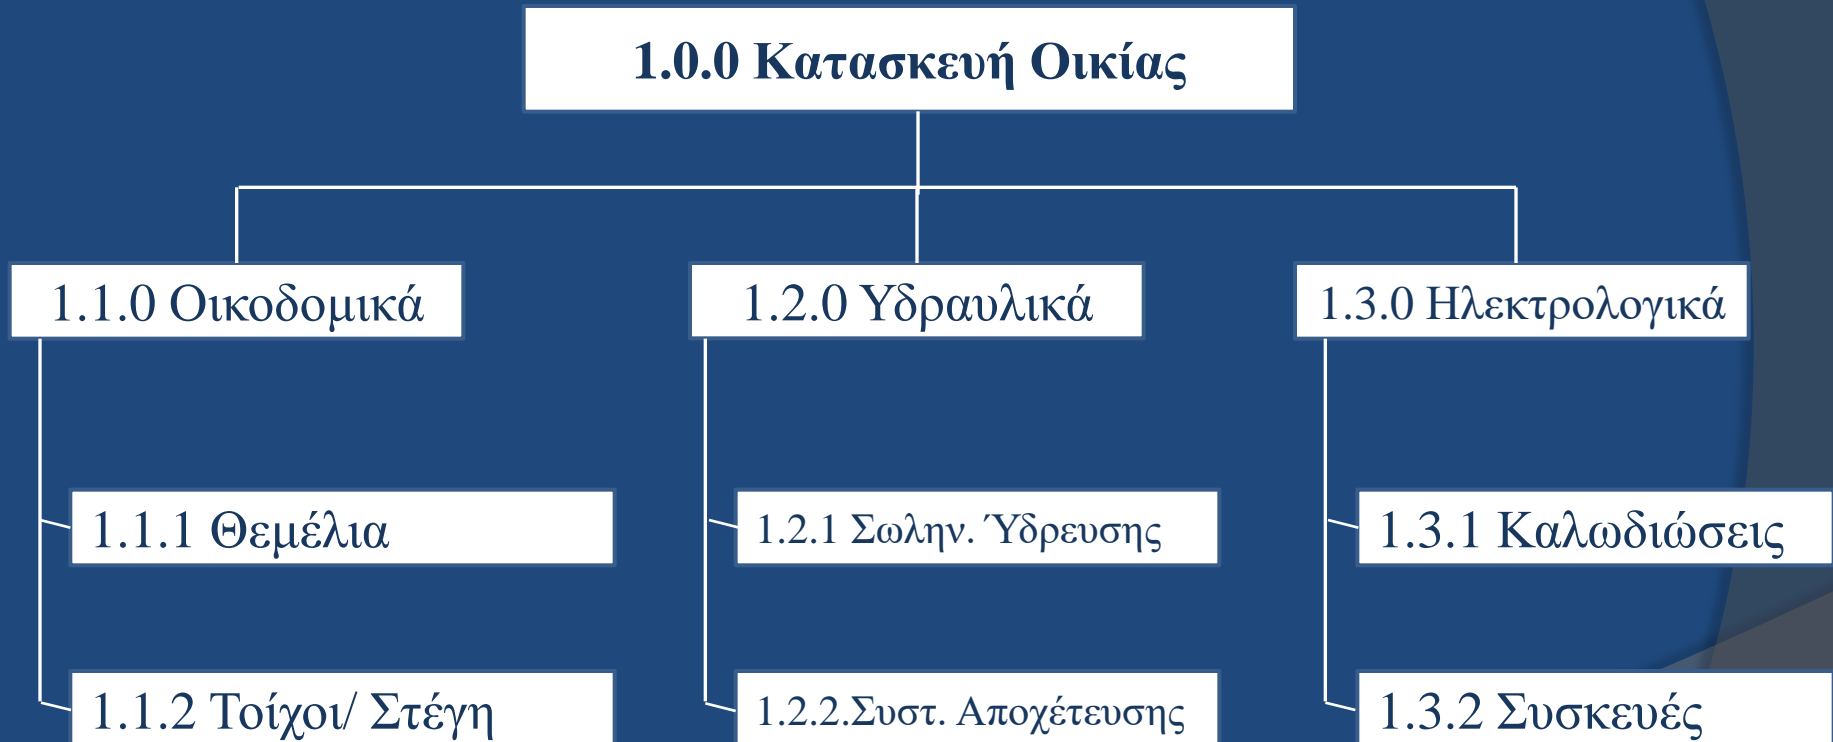 1.0.0 Κατασκευή Οικίας
1.1.0 Οικοδομικά
1.2.0 Υδραυλικά
1.3.0 Ηλεκτρολογικά
1.1.1 Θεμέλια
1.2.1 Σωλην. Ύδρευσης
1.3.1 Καλωδιώσεις
1.1.2 Τοίχοι/ Στέγη
1.2.2.Συστ. Αποχέτευσης
1.3.2 Συσκευές